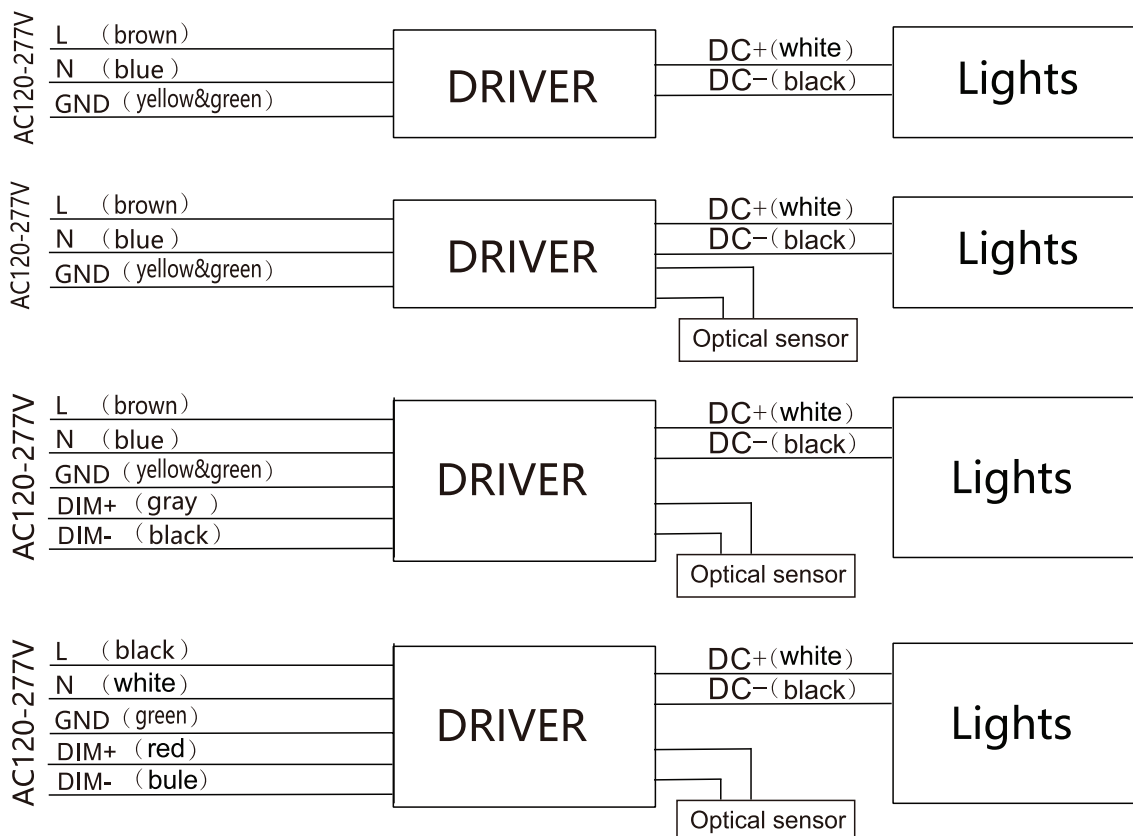 AC120-277V
L （brown）
N （blue）
GND （yellow&green）
DRIVER
DC+(white）
DC-（black）
Lights
AC120-277V
L （brown）
N （blue）
GND （yellow&green）
DRIVER
DC+(white）
DC-（black）
Lights
Optical sensor
AC120-277V
L （brown）
N （blue）
GND （yellow&green）
DIM+ （gray ）
DIM- （black）
DRIVER
DC+(white）
DC-（black）
Lights
Optical sensor
AC120-277V
L （black）
N （white）
GND （green）
DIM+ （red）
DIM- （bule）
DRIVER
DC+(white）
DC-（black）
Lights
Optical sensor